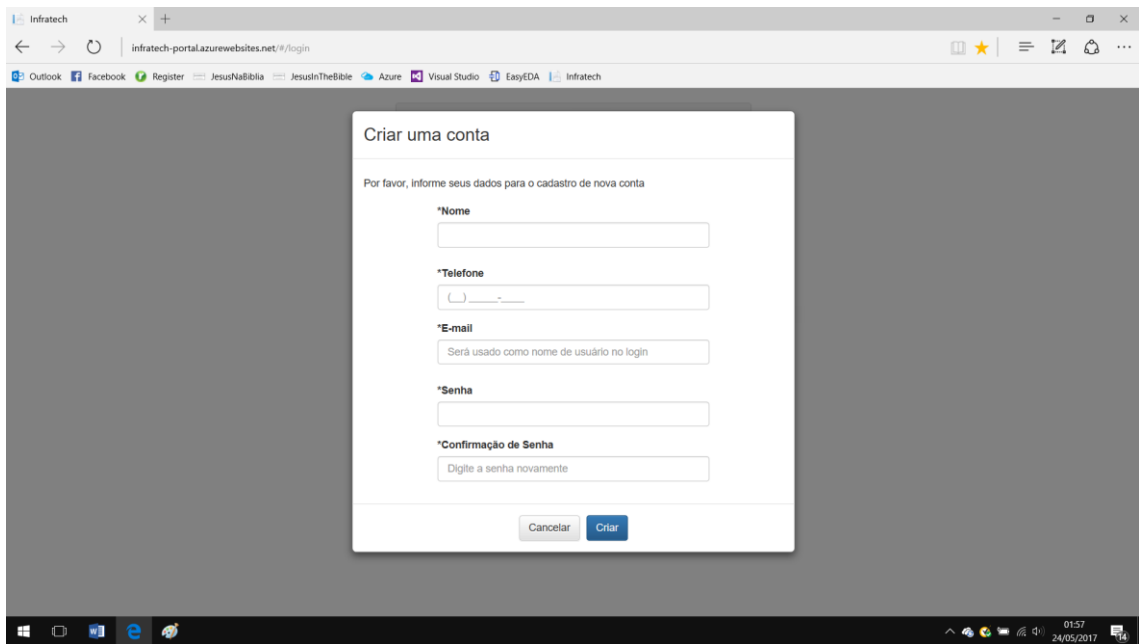 Infratech
infratech-portal.azurewebsites.net/#/login
Outlook Facebook Register JesusNaBiblia JesusInTheBible Azure Visual Studio EasyEDA Infratech
Criar uma conta
Por favor, informe seus dados para o cadastro de nova conta
*Nome
*Telefone
(__) _____-____
*E-mail
Será usado como nome de usuário no login
*Senha
*Confirmação de Senha
Digite a senha novamente
Cancelar Criar
01:57
24/05/2017
14